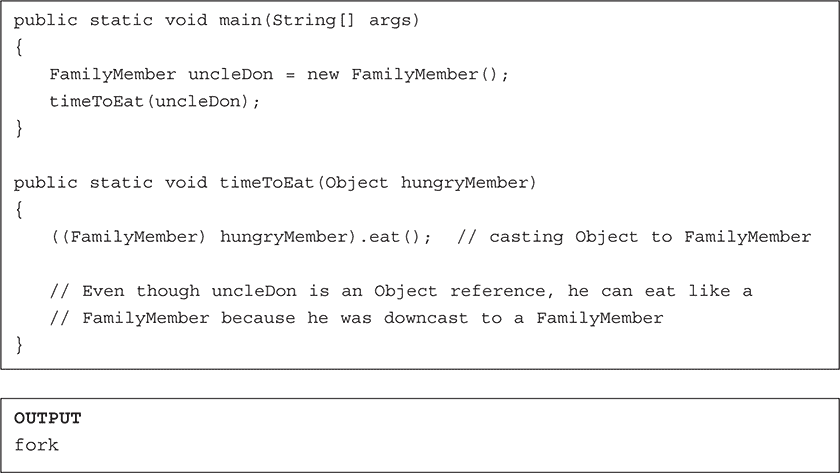 public static void main(String[] args)
{
FamilyMember uncleDon = new FamilyMember();
timeToEat(uncleDon);
}
public static void timeToEat(Object hungryMember)
{
((FamilyMember) hungryMember).eat(); // casting Object to FamilyMember
// Even though uncleDon is an Object reference, he can eat like a
// FamilyMember because he was downcast to a FamilyMember
}
OUTPUT
fork